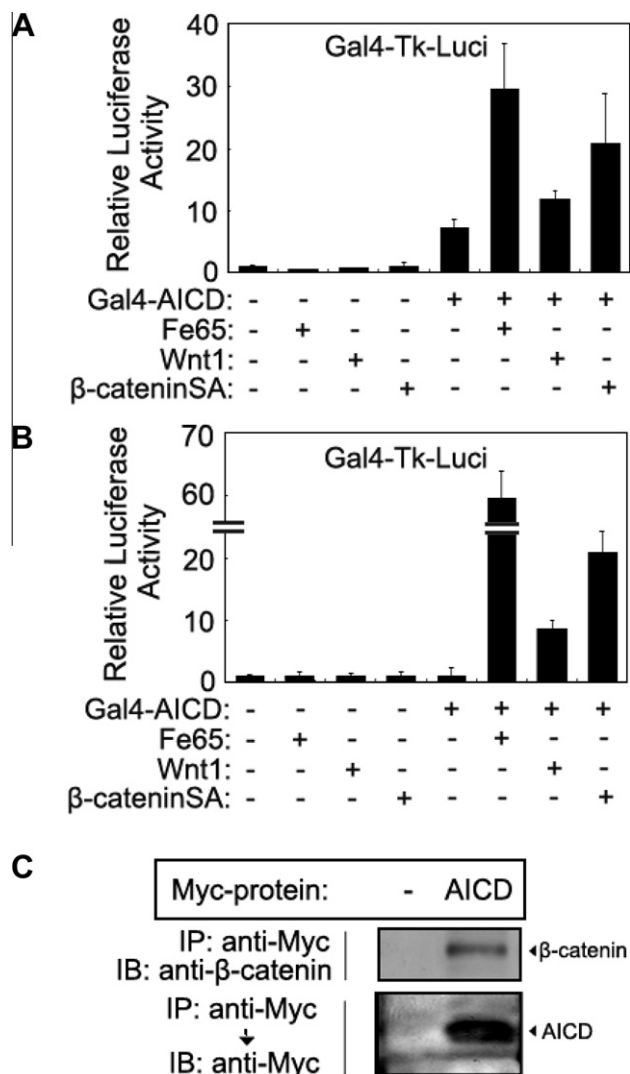 A
Gal4-Tk-Luci
Relative Luciferase
Activity
40
30
20
10
0
Gal4-AICD: - - - - + + + +
Fe65: - + - - - + - -
Wnt1: - - + - - - + -
β-cateninSA: - - - + - - - +
B
Gal4-Tk-Luci
Relative Luciferase
Activity
70
60
20
10
0
Gal4-AICD: - - - - + + + +
Fe65: - + - - - + - -
Wnt1: - - + - - - + -
β-cateninSA: - - - + - - - +
C
Myc-protein: - AICD
IP: anti-Myc
IB: anti-β-catenin
β-catenin
IP: anti-Myc
IB: anti-Myc
AICD